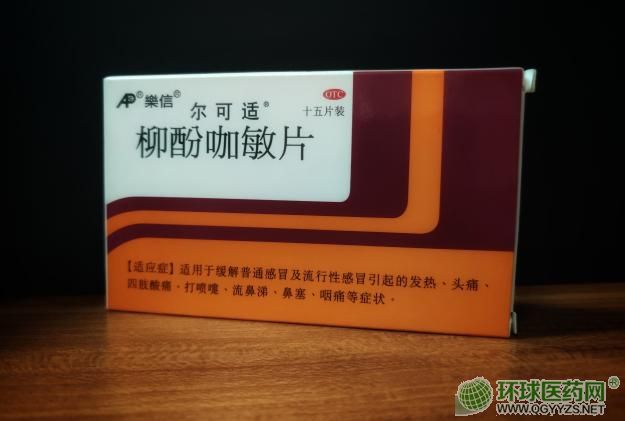 AP®樂信®
尔可适®
OTC
十五片装
柳酚咖敏片
【适应症】适用于缓解普通感冒及流行性感冒引起的发热、头痛、
四肢酸痛、打喷嚏、流鼻涕、鼻塞、咽痛等症状。
环球医药网®
WWW.QGYYZS.NET